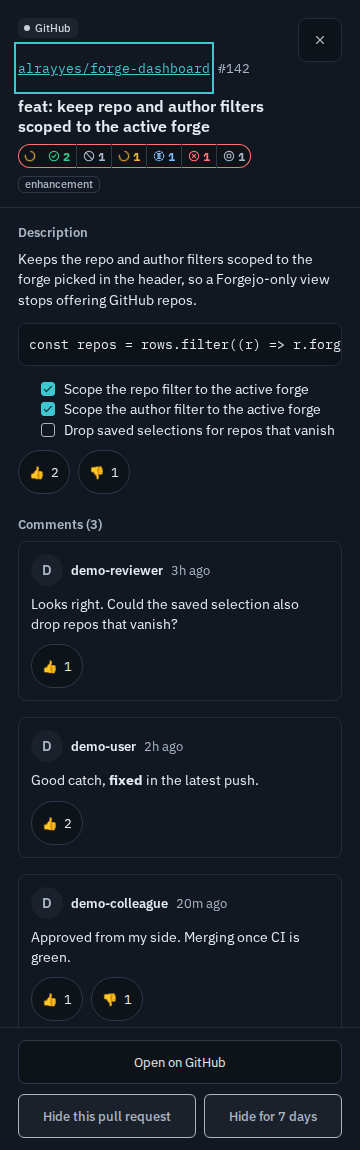 GitHub
×
alrayyes/forge-dashboard #142
feat: keep repo and author filters
scoped to the active forge
2 1 1 1 1 1
enhancement
Description
Keeps the repo and author filters scoped to the
forge picked in the header, so a Forgejo-only view
stops offering GitHub repos.
const repos = rows.filter((r) => r.forg
Scope the repo filter to the active forge
Scope the author filter to the active forge
Drop saved selections for repos that vanish
👍 2 👎 1
Comments (3)
D demo-reviewer 3h ago
Looks right. Could the saved selection also
drop repos that vanish?
👍 1
D demo-user 2h ago
Good catch, fixed in the latest push.
👍 2
D demo-colleague 20m ago
Approved from my side. Merging once CI is
green.
👍 1 👎 1
Open on GitHub
Hide this pull request Hide for 7 days